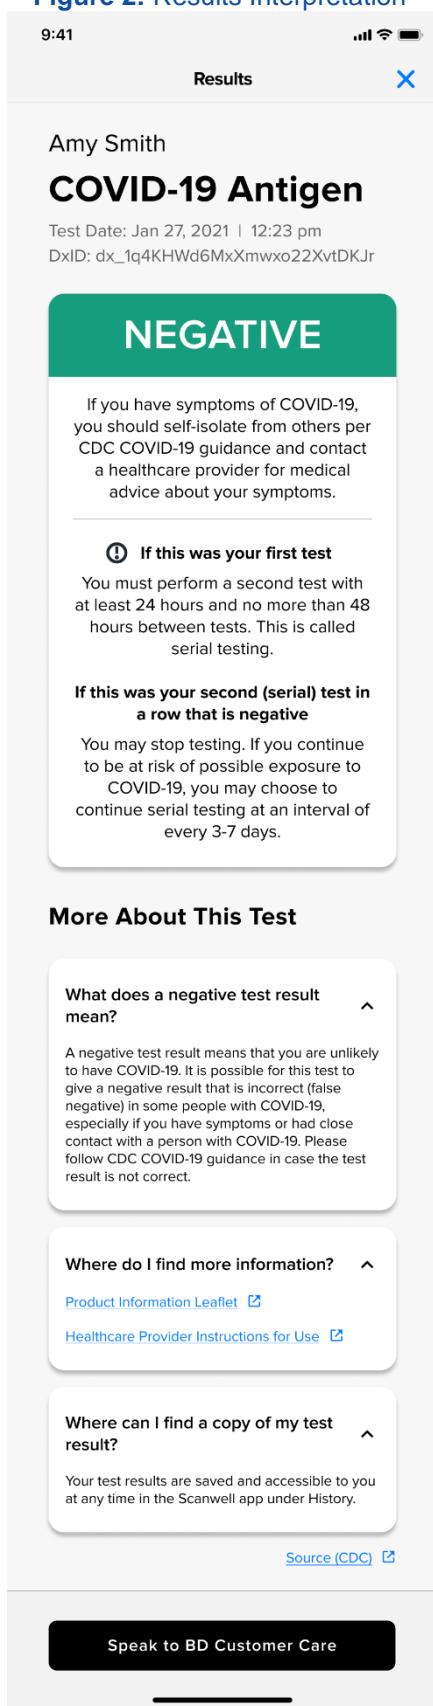 Figure 2. Results Interpretation
9:41
Results
Amy Smith
COVID-19 Antigen
Test Date: Jan 27, 2021 | 12:23 pm
DxID: dx_1q4KHWd6MxXmwxo22XvtDKJr
NEGATIVE
If you have symptoms of COVID-19,
you should self-isolate from others per
CDC COVID-19 guidance and contact
a healthcare provider for medical
advice about your symptoms.
If this was your first test
You must perform a second test with
at least 24 hours and no more than 48
hours between tests. This is called
serial testing.
If this was your second (serial) test in
a row that is negative
You may stop testing. If you continue
to be at risk of possible exposure to
COVID-19, you may choose to
continue serial testing at an interval of
every 3-7 days.
More About This Test
What does a negative test result
mean?
A negative test result means that you are unlikely
to have COVID-19. It is possible for this test to
give a negative result that is incorrect (false
negative) in some people with COVID-19,
especially if you have symptoms or had close
contact with a person with COVID-19. Please
follow CDC COVID-19 guidance in case the test
result is not correct.
Where do I find more information?
Product Information Leaflet
Healthcare Provider Instructions for Use
Where can I find a copy of my test
result?
Your test results are saved and accessible to you
at any time in the Scanwell app under History.
Source (CDC)
Speak to BD Customer Care